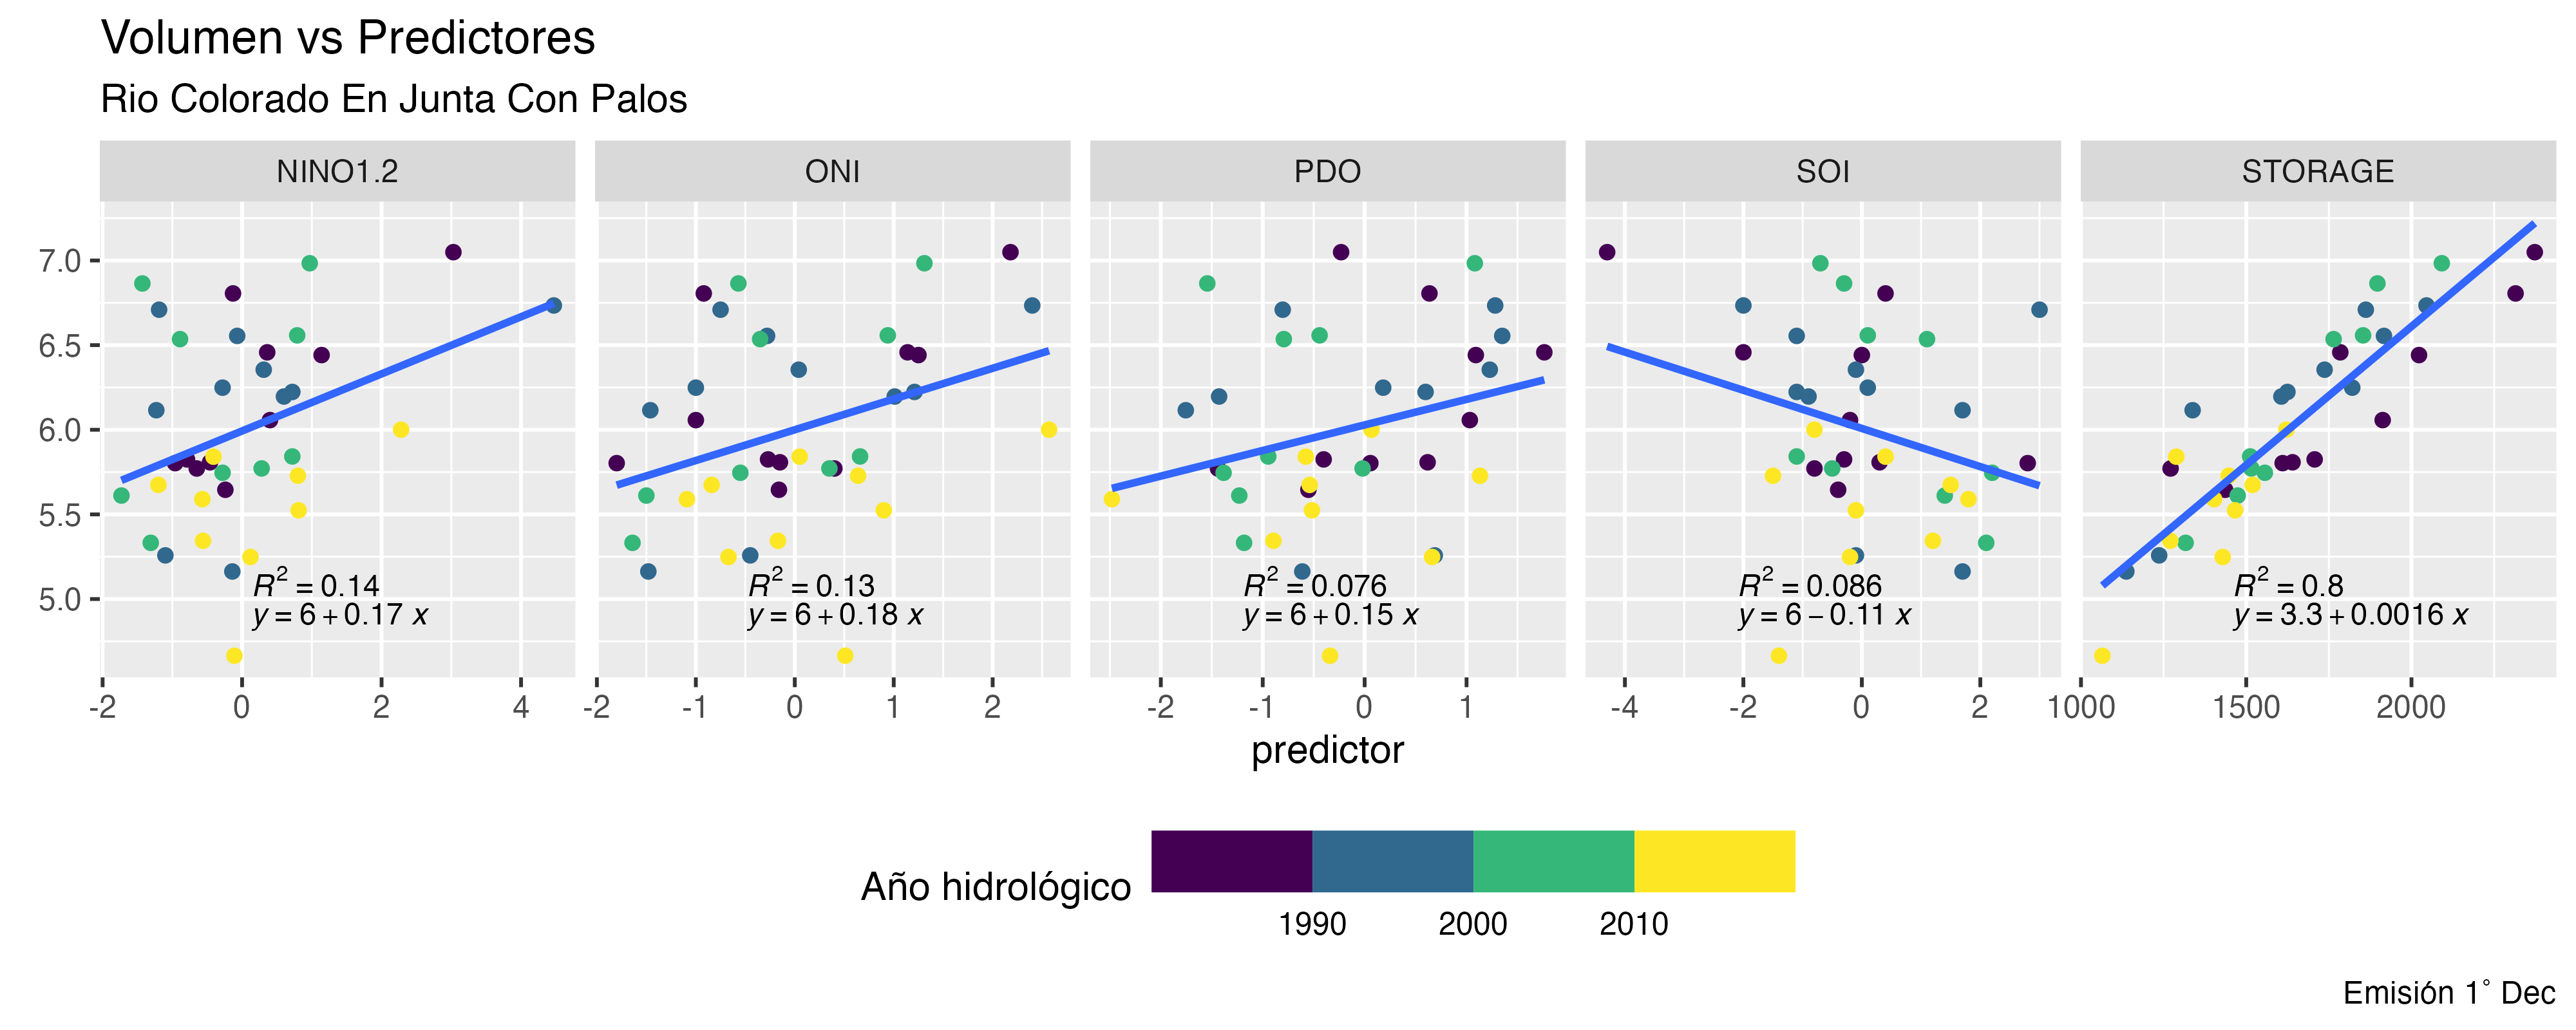 Volumen vs Predictores
Rio Colorado En Junta Con Palos
NINO1.2 ONI PDO SOI STORAGE
7.0
6.5
6.0
5.5
5.0
R² = 0.14
y = 6 + 0.17 x
R² = 0.13
y = 6 + 0.18 x
R² = 0.076
y = 6 + 0.15 x
R² = 0.086
y = 6 − 0.11 x
R² = 0.8
y = 3.3 + 0.0016 x
-2 0 2 4 -2 -1 0 1 2 -2 -1 0 1 -4 -2 0 2 1000 1500 2000
predictor
Año hidrológico
1990 2000 2010
Emisión 1° Dec